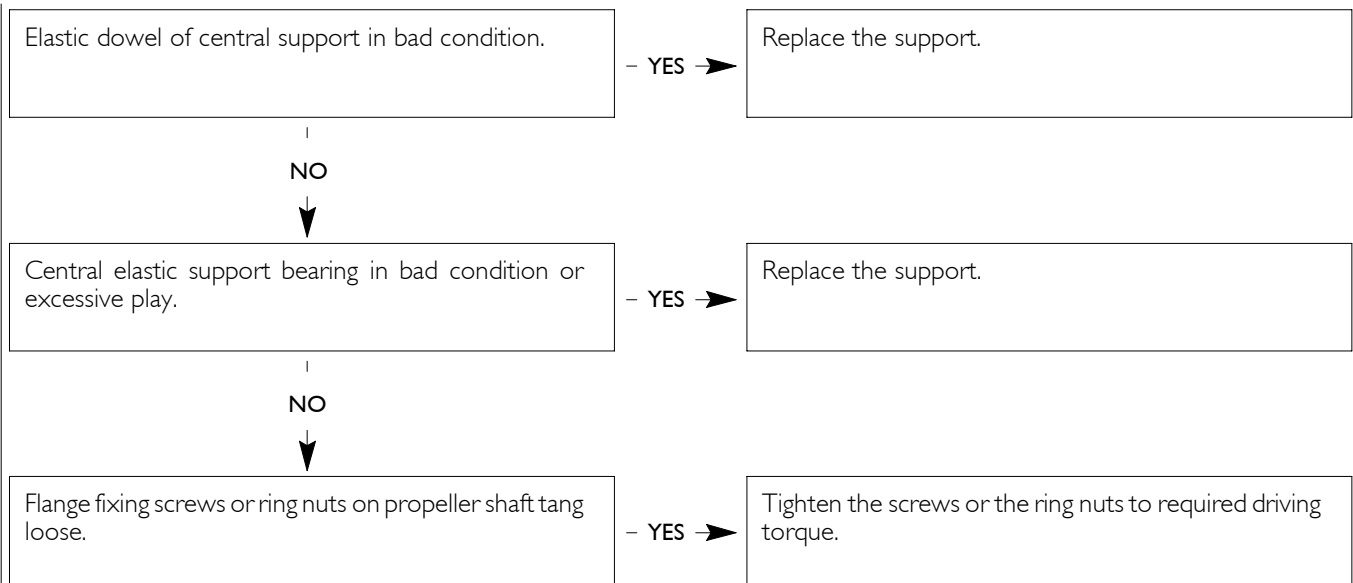 Elastic dowel of central support in bad condition.
– YES
Replace the support.
NO
Central elastic support bearing in bad condition or
excessive play.
– YES
Replace the support.
NO
Flange fixing screws or ring nuts on propeller shaft tang
loose.
– YES
Tighten the screws or the ring nuts to required driving
torque.